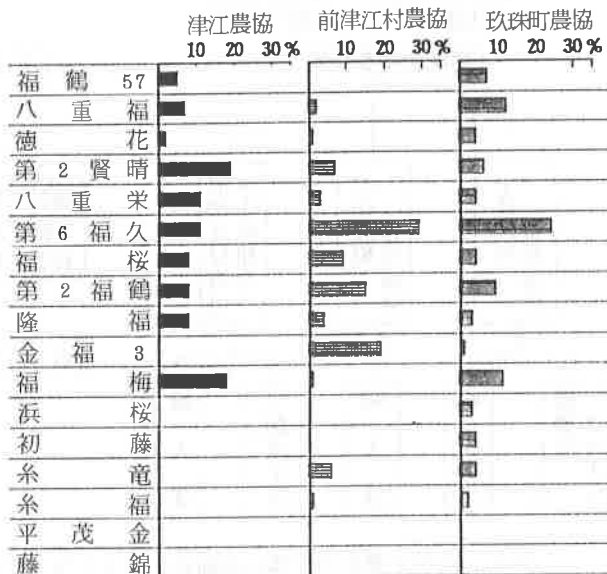 津江農協 前津江村農協 玖珠町農協
10 20 30% 10 20 30% 10 20 30%
福鶴57
八重福
徳花
第2賢晴
八重栄
第6福久
福桜
第2福鶴
隆福
金福3
福梅
浜桜
初藤
糸竜
糸福
平茂金
藤錦